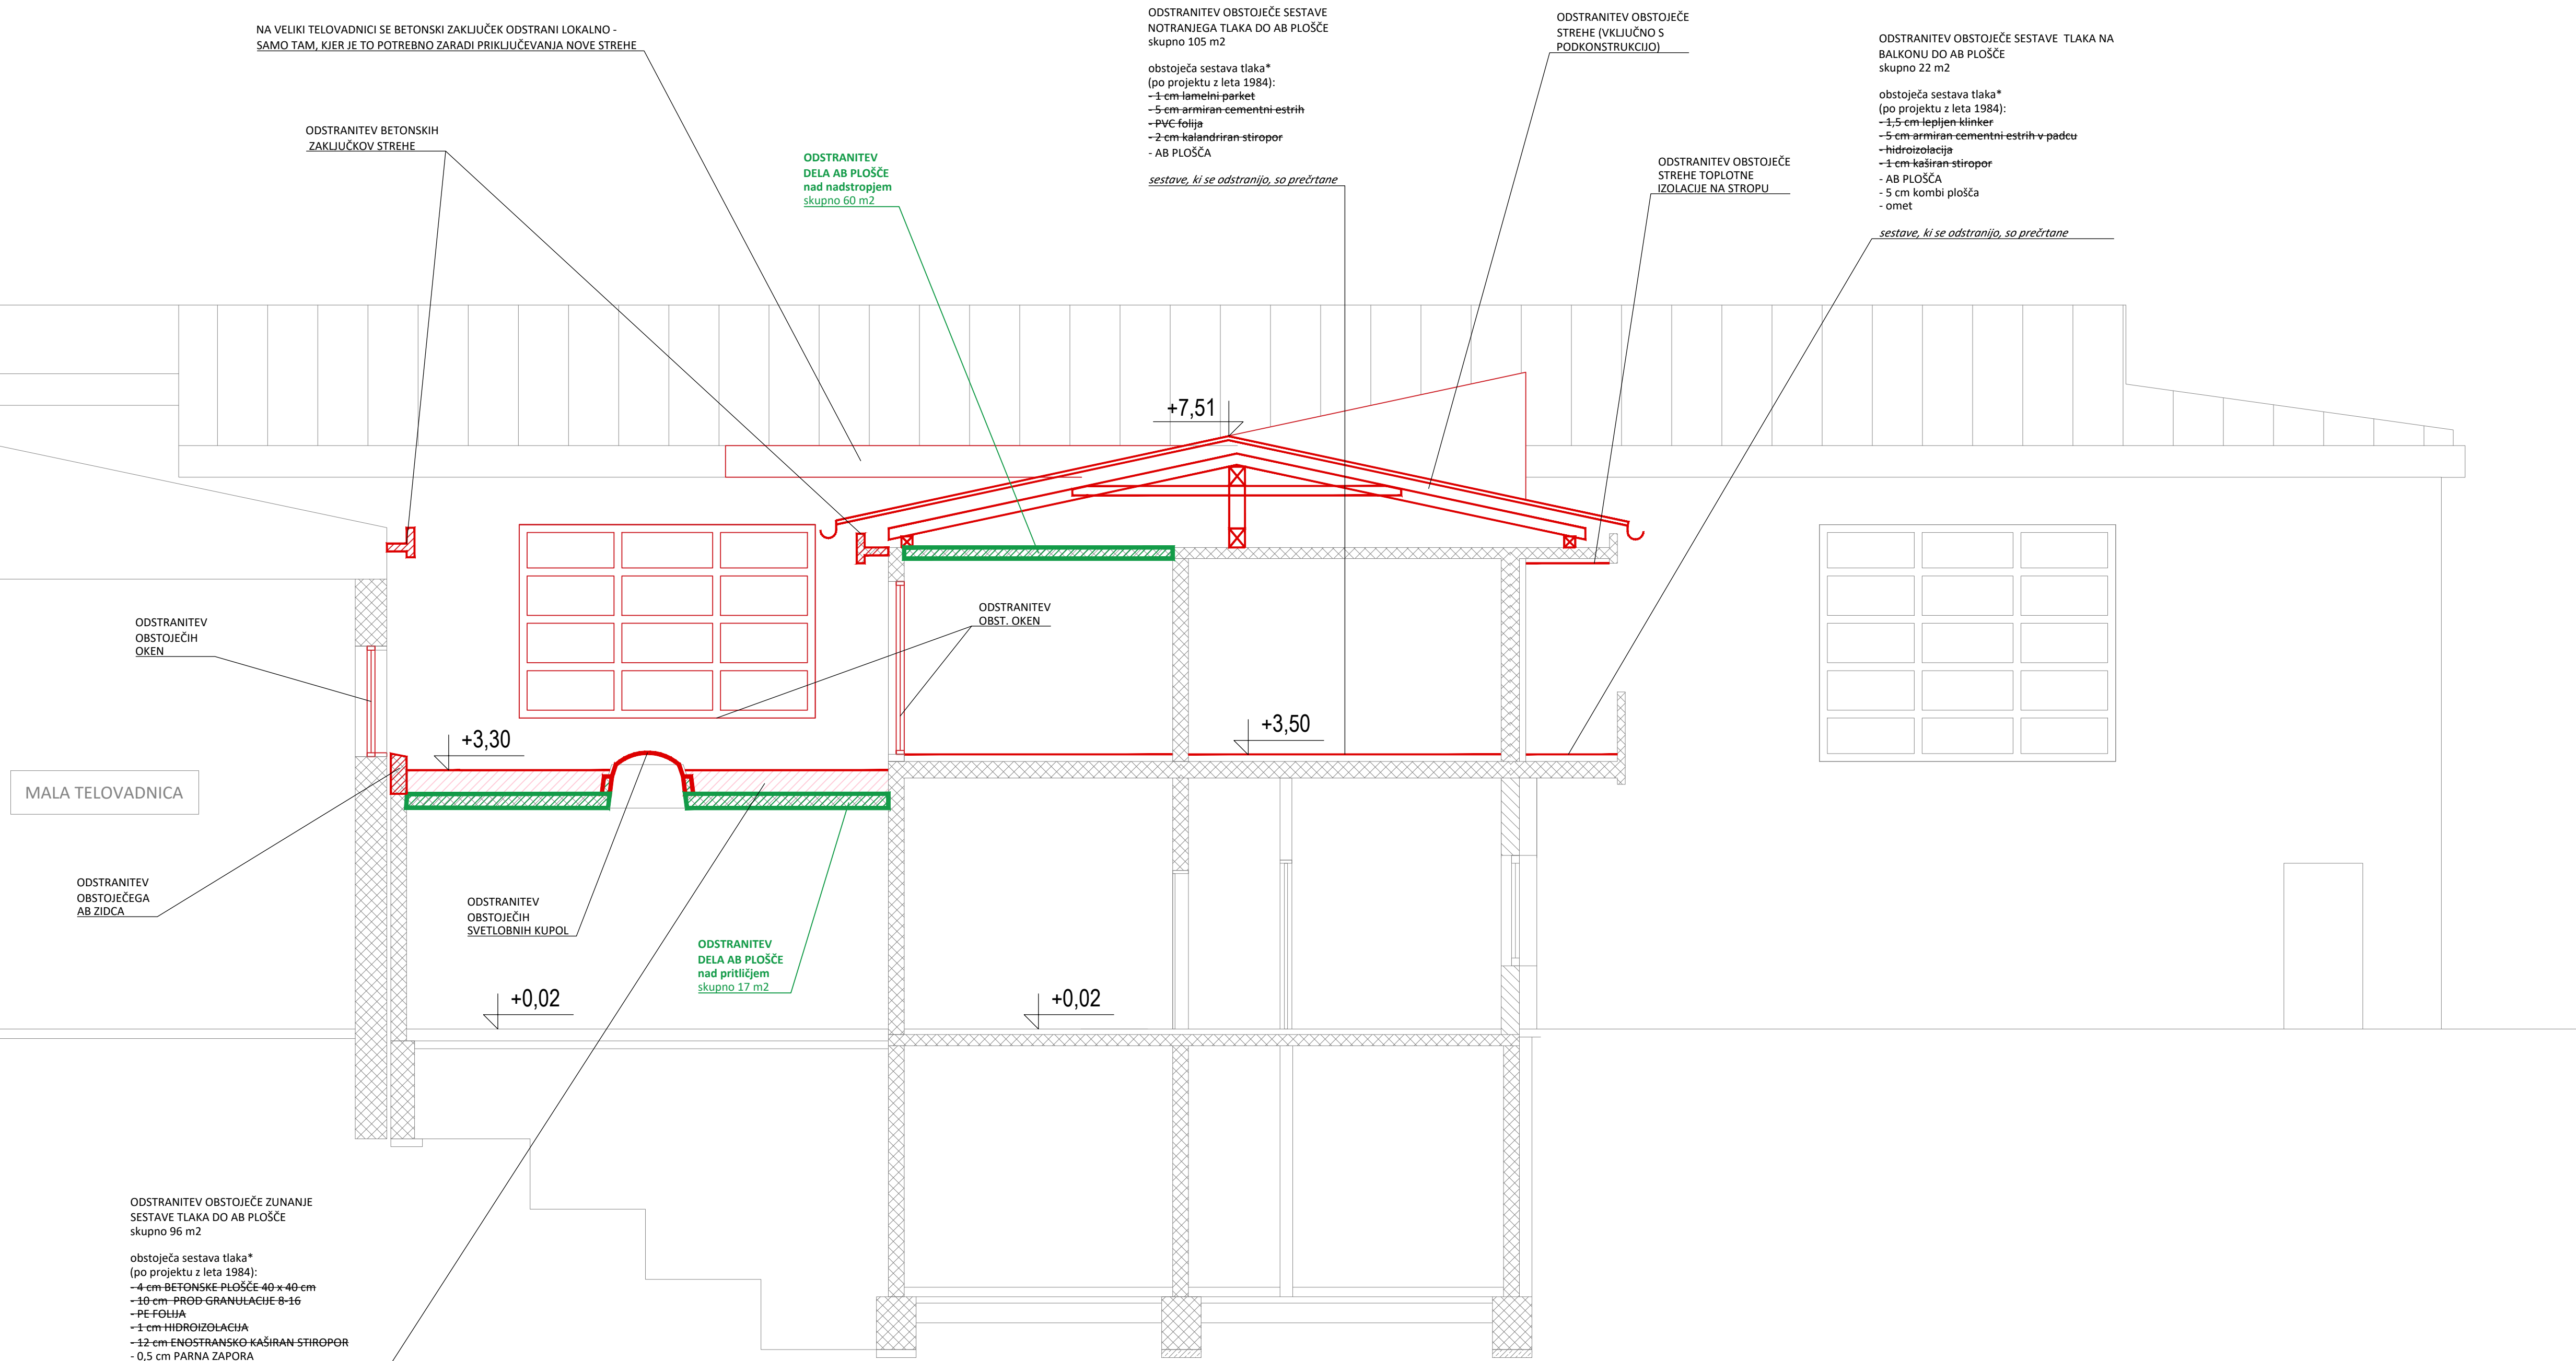 NA VELIKI TELOVADNICI SE BETONSKI ZAKLJUČEK ODSTRANI LOKALNO -
SAMO TAM, KJER JE TO POTREBNO ZARADI PRIKLJUČEVANJA NOVE STREHE
ODSTRANITEV BETONSKIH
ZAKLJUČKOV STREHE
ODSTRANITEV
DELA AB PLOŠČE
nad nadstropjem
skupno 60 m2
ODSTRANITEV OBSTOJEČE SESTAVE
NOTRANJEGA TLAKA DO AB PLOŠČE
skupno 105 m2
obstoječa sestava tlaka*
(po projektu z leta 1984):
- 1 cm lamelni parket
- 5 cm armiran cementni estrih
- PVC folija
- 2 cm kalandriran stiropor
- AB PLOŠČA
sestave, ki se odstranijo, so prečrtane
ODSTRANITEV OBSTOJEČE
STREHE (VKLJUČNO S
PODKONSTRUKCIJO)
ODSTRANITEV OBSTOJEČE
STREHE TOPLOTNE
IZOLACIJE NA STROPU
ODSTRANITEV OBSTOJEČE SESTAVE TLAKA NA
BALKONU DO AB PLOŠČE
skupno 22 m2
obstoječa sestava tlaka*
(po projektu z leta 1984):
- 1,5 cm lepljen klinker
- 5 cm armiran cementni estrih v padcu
- hidroizolacija
- 1 cm kaširan stiropor
- AB PLOŠČA
- 5 cm kombi plošča
- omet
sestave, ki se odstranijo, so prečrtane
+7,51
ODSTRANITEV
OBSTOJEČIH
OKEN
ODSTRANITEV
OBST. OKEN
+3,30
+3,50
MALA TELOVADNICA
ODSTRANITEV
OBSTOJEČEGA
AB ZIDCA
ODSTRANITEV
OBSTOJEČIH
SVETLOBNIH KUPOL
ODSTRANITEV
DELA AB PLOŠČE
nad pritličjem
skupno 17 m2
+0,02
+0,02
ODSTRANITEV OBSTOJEČE ZUNANJE
SESTAVE TLAKA DO AB PLOŠČE
skupno 96 m2
obstoječa sestava tlaka*
(po projektu z leta 1984):
- 4 cm BETONSKE PLOŠČE 40 x 40 cm
- 10 cm PROD GRANULACIJE 8-16
- PE FOLIJA
- 1 cm HIDROIZOLACIJA
- 12 cm ENOSTRANSKO KAŠIRAN STIROPOR
- 0,5 cm PARNA ZAPORA